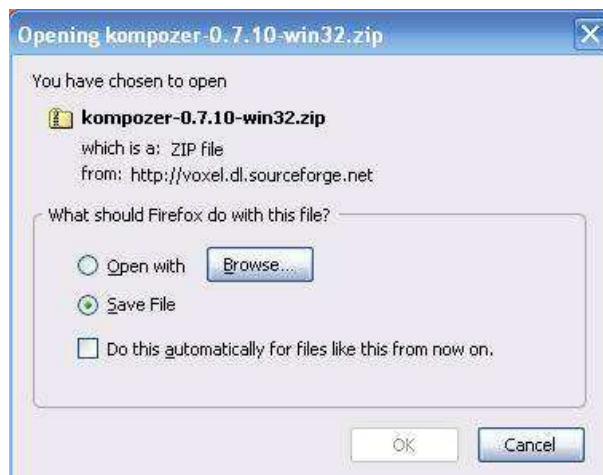 Opening kompozer-0.7.10-win32.zip
You have chosen to open
kompozer-0.7.10-win32.zip
which is a: ZIP file
from: http://voxel.dl.sourceforge.net
What should Firefox do with this file?
Open with Browse...
Save File
Do this automatically for files like this from now on.
OK Cancel